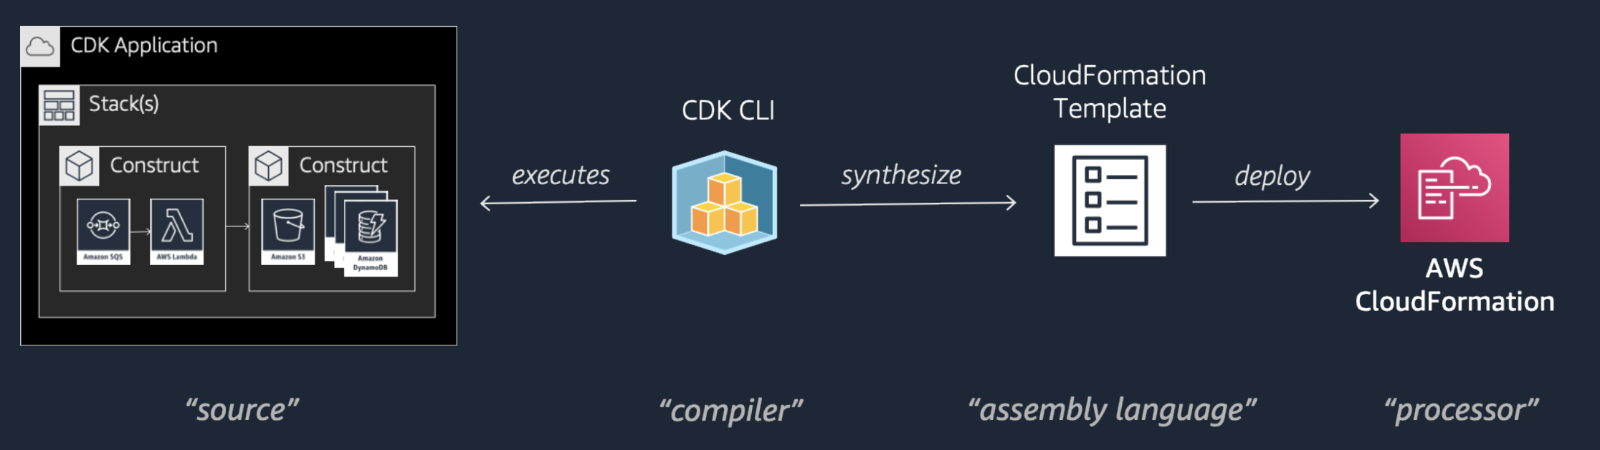 CDK Application
Stack(s)
Construct
Construct
Amazon SQS
AWS Lambda
Amazon S3
Amazon
DynamoDB
executes
CDK CLI
synthesize
CloudFormation
Template
deploy
AWS
CloudFormation
“source”
“compiler”
“assembly language”
“processor”